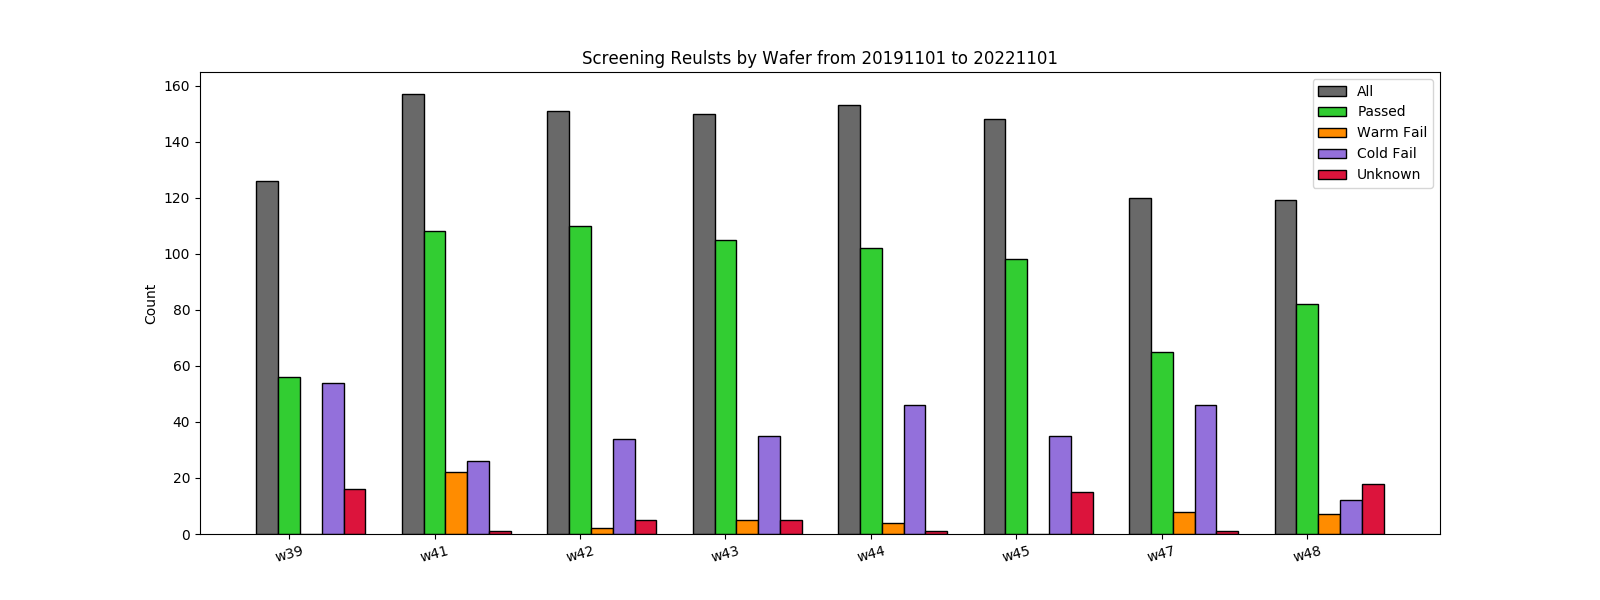 Screening Reulsts by Wafer from 20191101 to 20221101
160
140
120
100
80
60
40
20
0
Count
All
Passed
Warm Fail
Cold Fail
Unknown
w39
w41
w42
w43
w44
w45
w47
w48